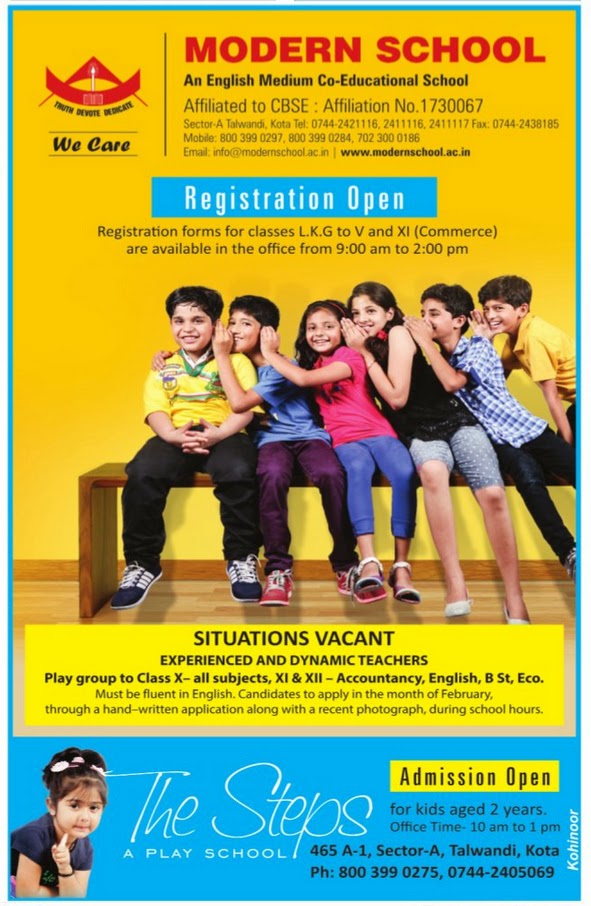 TRUTH DEVOTE DEDICATE
We Care
MODERN SCHOOL
An English Medium Co-Educational School
Affiliated to CBSE : Affiliation No.1730067
Sector-A Talwandi, Kota Tel: 0744-2421116, 2411116, 2411117 Fax: 0744-2438185
Mobile: 800 399 0297, 800 399 0284, 702 300 0186
Email: info@modernschool.ac.in | www.modernschool.ac.in
Registration Open
Registration forms for classes L.K.G to V and XI (Commerce)
are available in the office from 9:00 am to 2:00 pm
SITUATIONS VACANT
EXPERIENCED AND DYNAMIC TEACHERS
Play group to Class X– all subjects, XI & XII – Accountancy, English, B St, Eco.
Must be fluent in English. Candidates to apply in the month of February,
through a hand–written application along with a recent photograph, during school hours.
The Steps
A PLAY SCHOOL
Admission Open
for kids aged 2 years.
Office Time- 10 am to 1 pm
465 A-1, Sector-A, Talwandi, Kota
Ph: 800 399 0275, 0744-2405069
Kohinoor